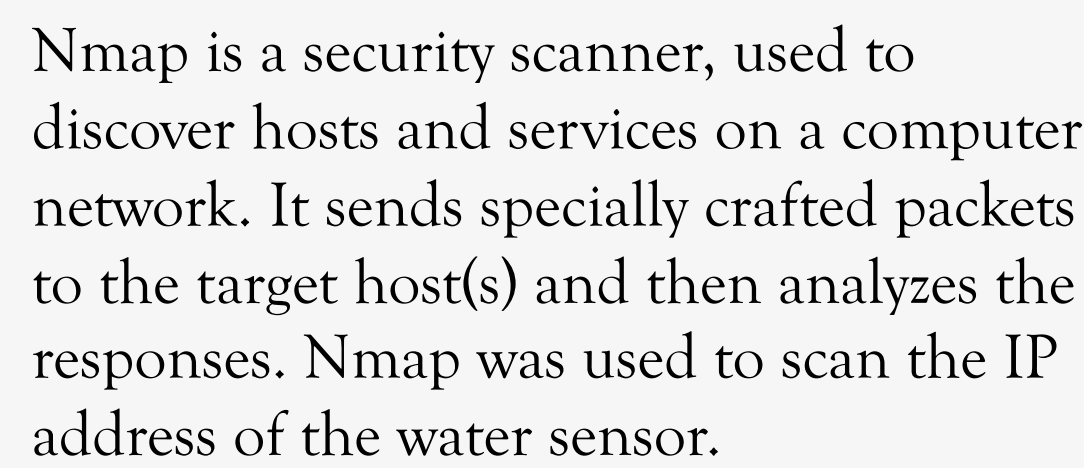 Nmap is a security scanner, used to
discover hosts and services on a computer
network. It sends specially crafted packets
to the target host(s) and then analyzes the
responses. Nmap was used to scan the IP
address of the water sensor.